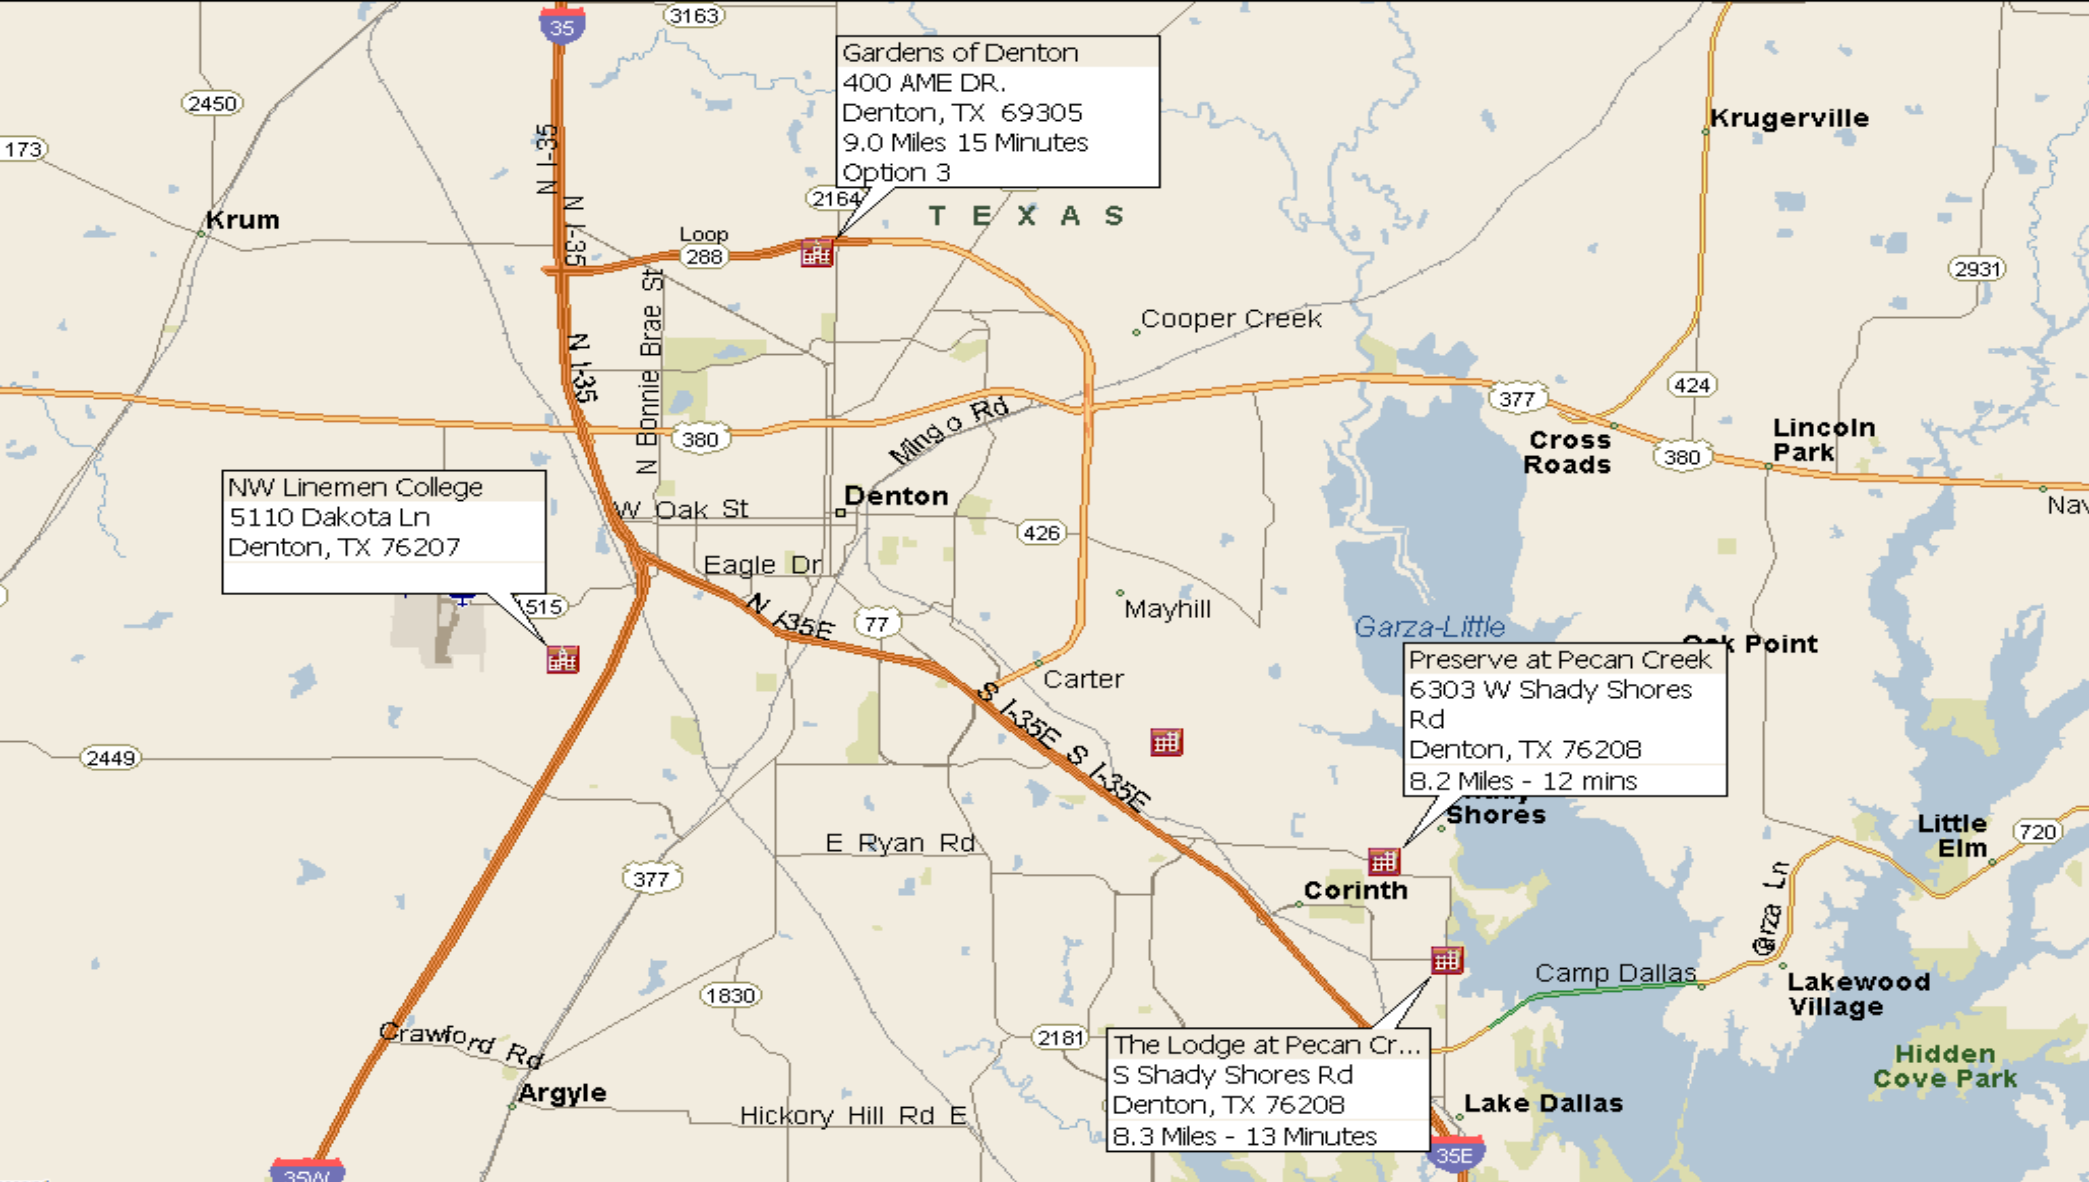 35
3163
Gardens of Denton
400 AME DR.
Denton, TX 69305
9.0 Miles 15 Minutes
Option 3
2450
173
N I-35
Krugerville
Krum
N I-35
2164
TEXAS
Loop
288
2931
N Bonnie Brae St
Cooper Creek
N I-35
377
424
380
Mingo Rd
Cross
Roads
380
Lincoln
Park
NW Linemen College
5110 Dakota Ln
Denton, TX 76207
W Oak St
Denton
426
Nav
Eagle Dr
1515
N I-35E
77
Mayhill
Garza-Little
Oak Point
Carter
Preserve at Pecan Creek
6303 W Shady Shores
Rd
Denton, TX 76208
8.2 Miles - 12 mins
S I-35E
S I-35E
2449
Shores
E Ryan Rd
Little
Elm
720
377
Corinth
Garza Ln
Camp Dallas
Lakewood
Village
1830
Crawford Rd
2181
The Lodge at Pecan Cr...
S Shady Shores Rd
Denton, TX 76208
8.3 Miles - 13 Minutes
Hidden
Cove Park
Argyle
Hickory Hill Rd E
Lake Dallas
35E
35W